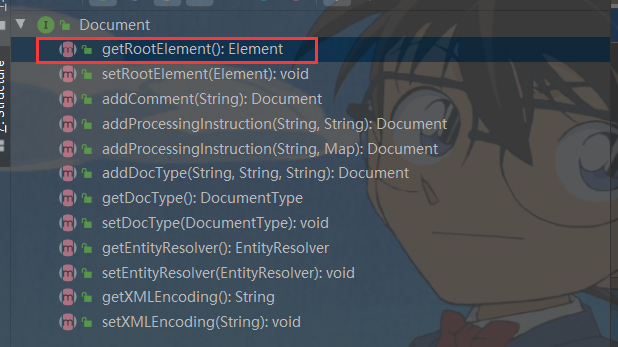 Z: Structure
Document
getRootElement(): Element
setRootElement(Element): void
addComment(String): Document
addProcessingInstruction(String, String): Document
addProcessingInstruction(String, Map): Document
addDocType(String, String, String): Document
getDocType(): DocumentType
setDocType(DocumentType): void
getEntityResolver(): EntityResolver
setEntityResolver(EntityResolver): void
getXMLEncoding(): String
setXMLEncoding(String): void